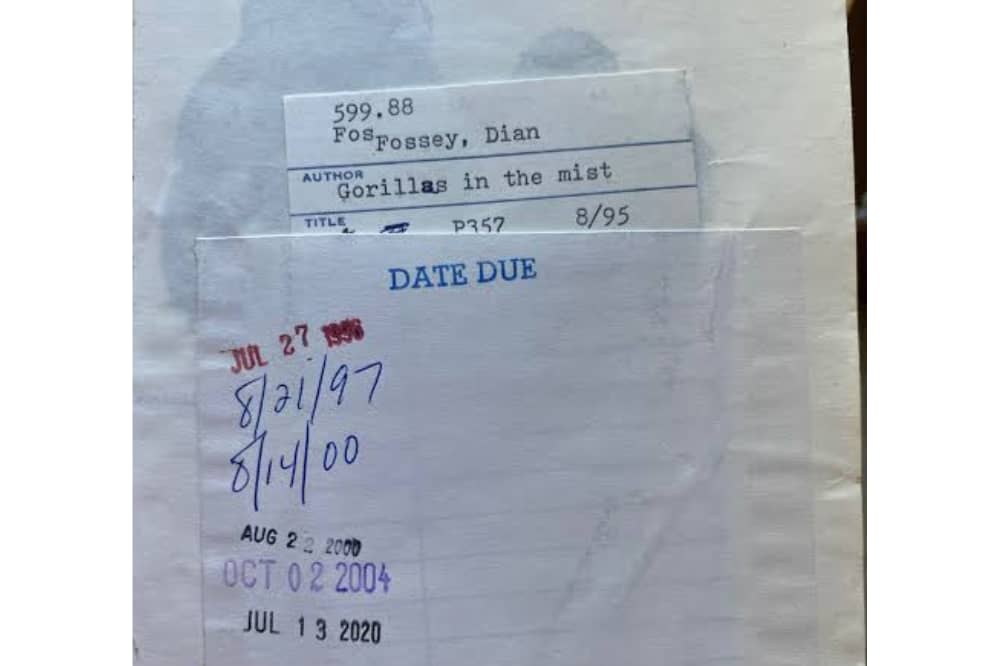 599.88
Fos Fossey, Dian
AUTHOR
Gorillas in the mist
TITLE
P357 8/95
DATE DUE
JUL 27 1996
8/21/97
8/14/00
AUG 22 2000
OCT 02 2004
JUL 13 2020